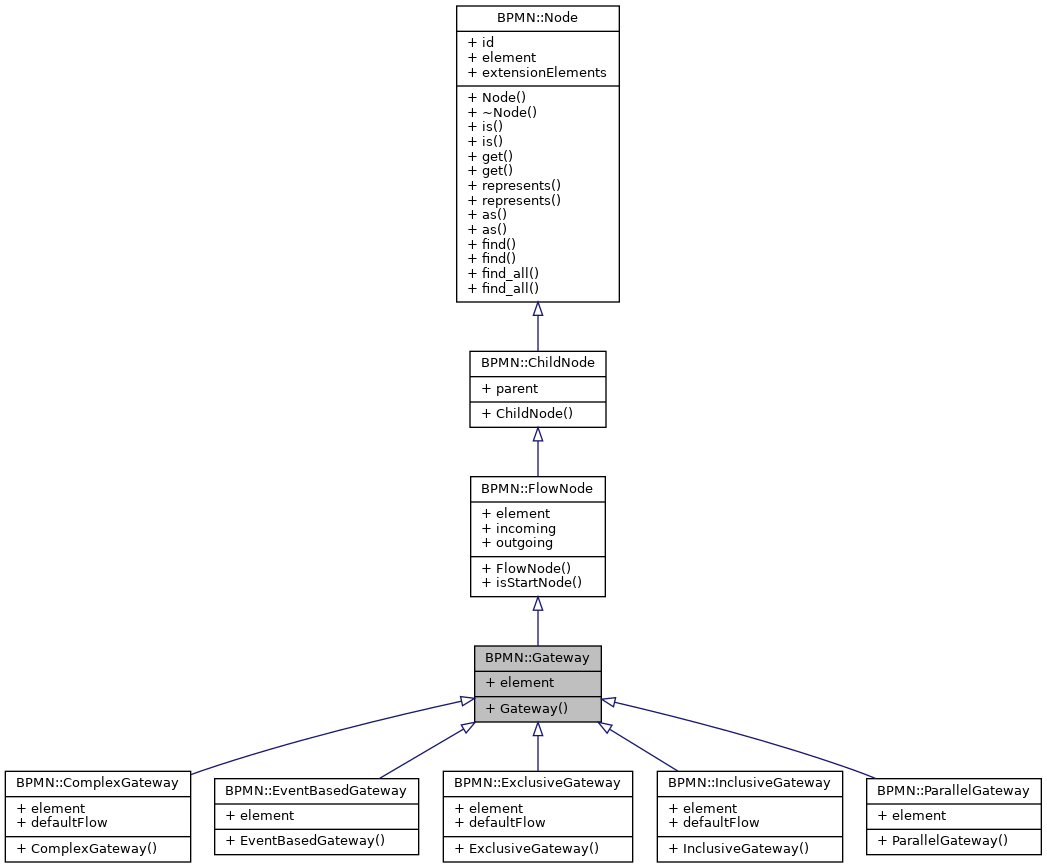 BPMN::Node
+ id
+ element
+ extensionElements
+ Node()
+ ~Node()
+ is()
+ is()
+ get()
+ get()
+ represents()
+ represents()
+ as()
+ as()
+ find()
+ find()
+ find_all()
+ find_all()
BPMN::ChildNode
+ parent
+ ChildNode()
BPMN::FlowNode
+ element
+ incoming
+ outgoing
+ FlowNode()
+ isStartNode()
BPMN::Gateway
+ element
+ Gateway()
BPMN::ComplexGateway
+ element
+ defaultFlow
+ ComplexGateway()
BPMN::EventBasedGateway
+ element
+ EventBasedGateway()
BPMN::ExclusiveGateway
+ element
+ defaultFlow
+ ExclusiveGateway()
BPMN::InclusiveGateway
+ element
+ defaultFlow
+ InclusiveGateway()
BPMN::ParallelGateway
+ element
+ ParallelGateway()